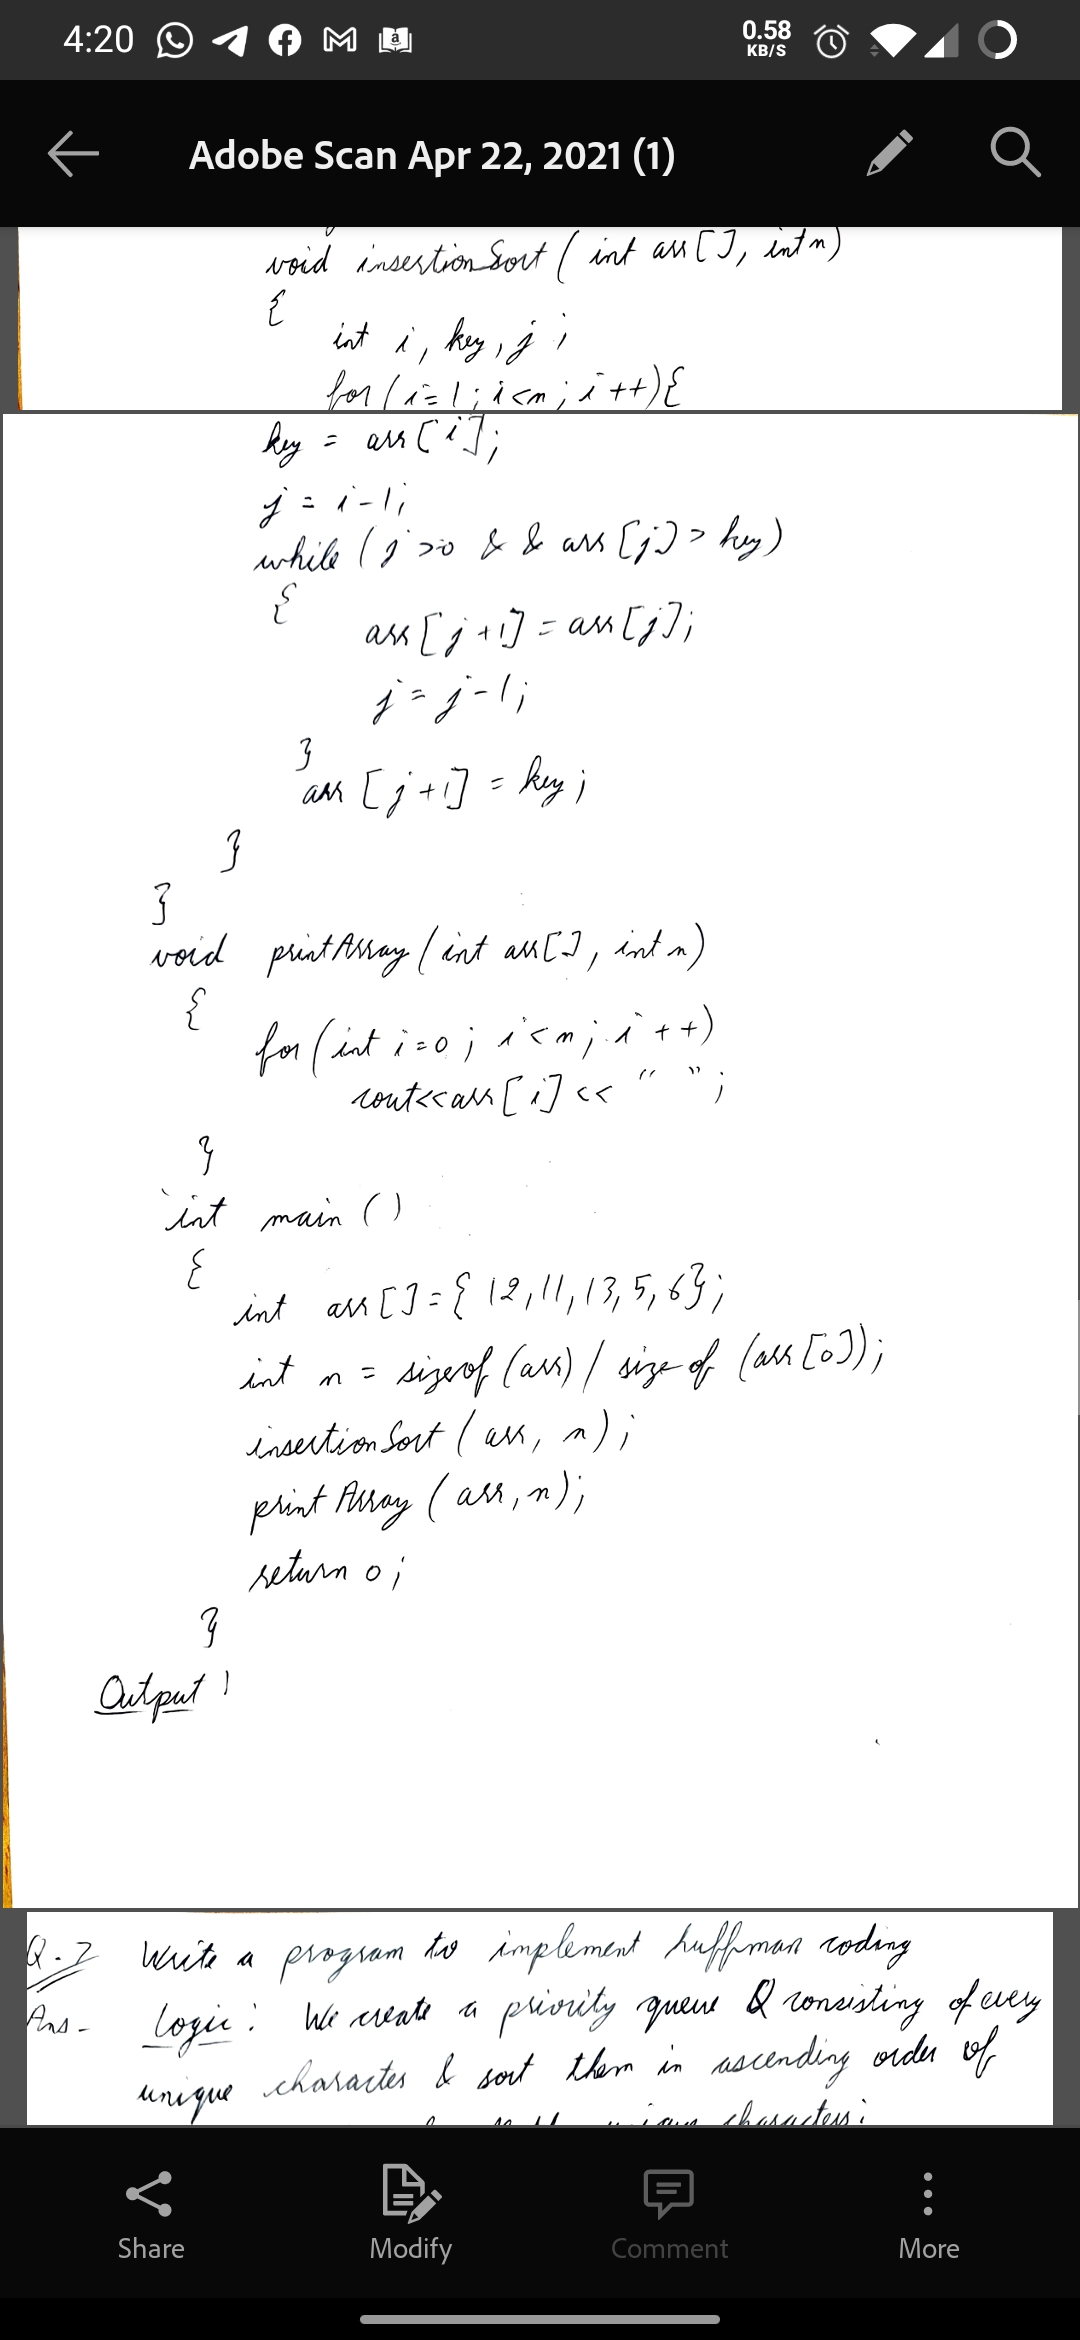 4:20
0.58
KB/S
Adobe Scan Apr 22, 2021 (1)
void insertionSort ( int arr [ ], int n)
{
int i, key, j ;
for ( i=1 ; i<n ; i ++) {
key = arr [ i ];
j = i-1;
while ( j >=0 & & arr [j] > key)
{
arr [ j +1] = arr [j];
j = j-1;
}
arr [ j+1] = key ;
}
}
void printArray ( int arr[ ], int n)
{
for ( int i=0 ; i<n ; i ++)
cout<<arr [ i ] << " " ;
}
int main ( )
{
int arr [ ] = { 12, 11, 13, 5, 6};
int n = sizeof (arr) / size of (arr [0]);
insertionSort ( arr, n) ;
print Array ( arr, n);
return 0 ;
}
Output !
Q.2 Write a program to implement huffman coding
Ans - Logic : We create a priority queue Q consisting of every
unique character & sort them in ascending order of
characters;
Share
Modify
Comment
More